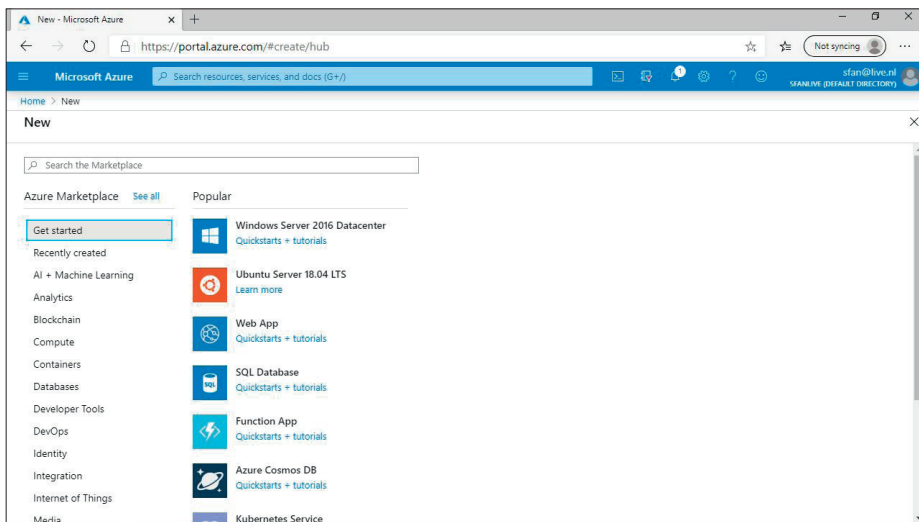 New - Microsoft Azure
https://portal.azure.com/#create/hub
Not syncing
Microsoft Azure
Search resources, services, and docs (G+/)
1
sfan@live.nl
SFANLIVE (DEFAULT DIRECTORY)
Home > New
New
Search the Marketplace
Azure Marketplace See all
Popular
Get started
Recently created
AI + Machine Learning
Analytics
Blockchain
Compute
Containers
Databases
Developer Tools
DevOps
Identity
Integration
Internet of Things
Media
Windows Server 2016 Datacenter
Quickstarts + tutorials
Ubuntu Server 18.04 LTS
Learn more
Web App
Quickstarts + tutorials
SQL
SQL Database
Quickstarts + tutorials
Function App
Quickstarts + tutorials
Azure Cosmos DB
Quickstarts + tutorials
Kubernetes Service